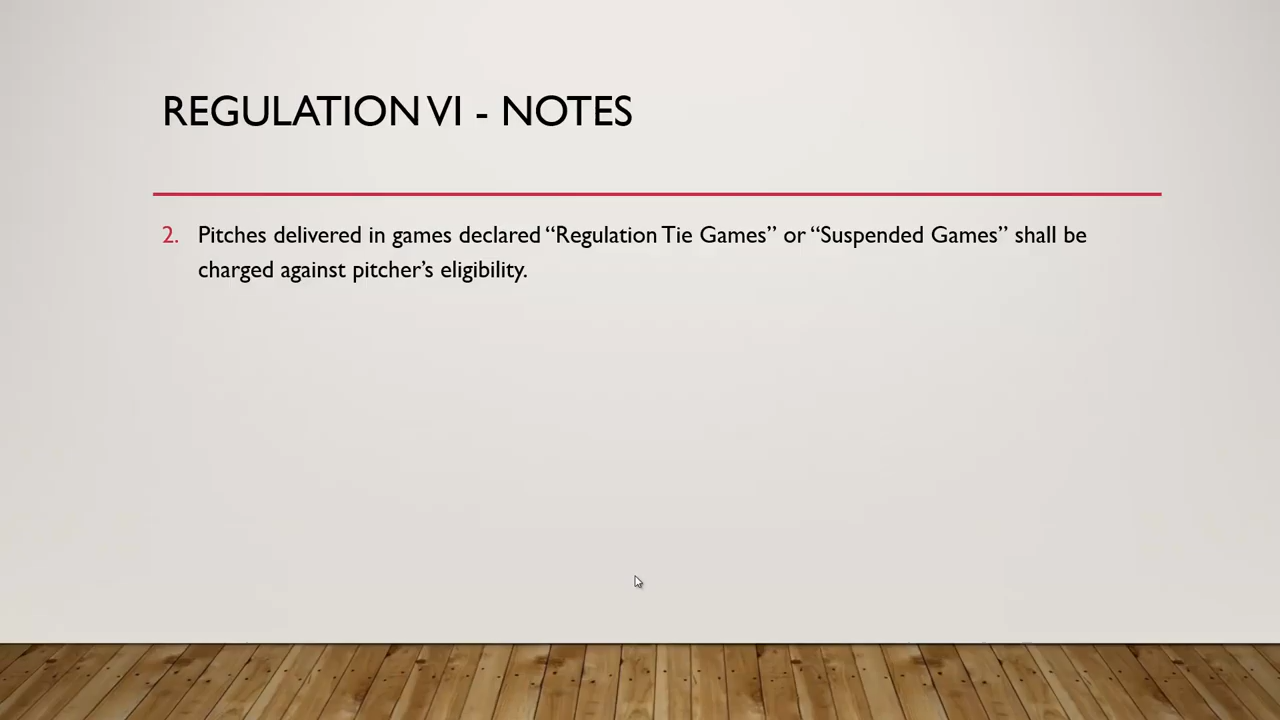 REGULATION VI - NOTES
2. Pitches delivered in games declared “Regulation Tie Games” or “Suspended Games” shall be
charged against pitcher’s eligibility.